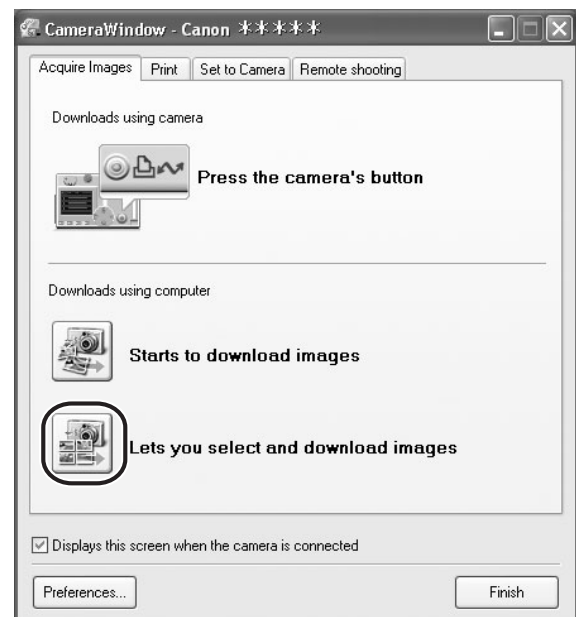 CameraWindow - Canon *****
Acquire Images Print Set to Camera Remote shooting
Downloads using camera
Press the camera's button
Downloads using computer
Starts to download images
Lets you select and download images
Displays this screen when the camera is connected
Preferences... Finish